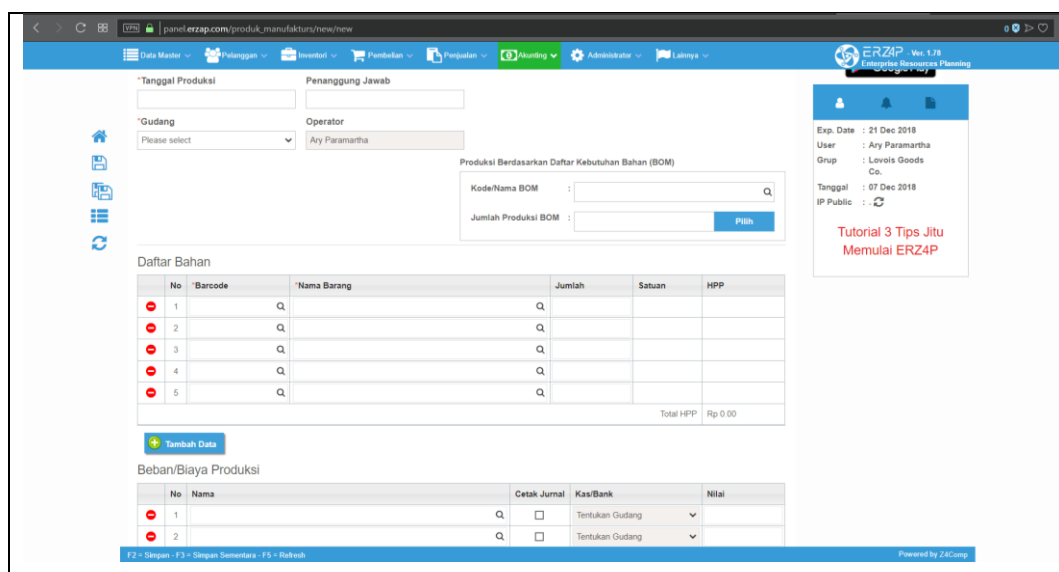 VPN panel.erzap.com/produk_manufakturs/new/new
Data Master Pelanggan Inventori Pembelian Penjualan Akunting Administrator Lainnya ERZ4P - Ver. 1.78
Enterprise Resources Planning
Google Play
*Tanggal Produksi Penanggung Jawab
*Gudang Operator
Please select Ary Paramartha
Produksi Berdasarkan Daftar Kebutuhan Bahan (BOM)
Kode/Nama BOM :
Jumlah Produksi BOM : Pilih
Exp. Date : 21 Dec 2018
User : Ary Paramartha
Grup : Lovois Goods
Co.
Tanggal : 07 Dec 2018
IP Public : -
Tutorial 3 Tips Jitu
Memulai ERZ4P
Daftar Bahan
No *Barcode *Nama Barang Jumlah Satuan HPP
1
2
3
4
5
Total HPP Rp 0.00
Tambah Data
Beban/Biaya Produksi
No Nama Cetak Jurnal Kas/Bank Nilai
1 Tentukan Gudang
2 Tentukan Gudang
F2 = Simpan - F3 = Simpan Sementara - F5 = Refresh Powered by Z4Comp